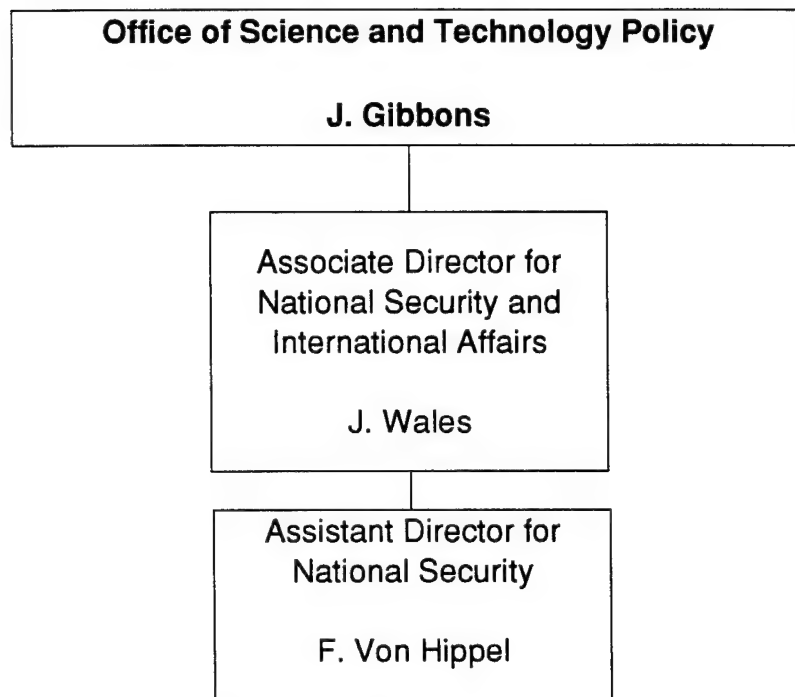 Office of Science and Technology Policy
J. Gibbons
Associate Director for
National Security and
International Affairs
J. Wales
Assistant Director for
National Security
F. Von Hippel